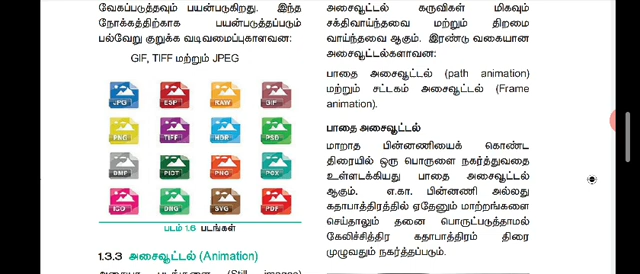 வேகப்படுத்தவும் பயன்படுகிறது. இந்த
நோக்கத்திற்காக பயன்படுத்தப்படும்
பல்வேறு குறுக்க வடிவமைப்புகளாவன:
GIF, TIFF மற்றும் JPEG
JPG
ESP
RAW
GIF
PNG
TIFF
HDR
PSD
BMP
PICT
PNG
PCX
ICO
DNG
SVG
PDF
படம் 1.6 படங்கள்
1.3.3 அசைவூட்டல் (Animation)
படங்களை (Still images)
அசைவூட்டல் கருவிகள் மிகவும்
சக்திவாய்ந்தவை மற்றும் திறமை
வாய்ந்தவை ஆகும். இரண்டு வகையான
அசைவூட்டல்களாவன:
பாதை அசைவூட்டல் (path animation)
மற்றும் சட்டகம் அசைவூட்டல் (Frame
animation).
பாதை அசைவூட்டல்
மாறாத பின்னணியைக் கொண்ட
திரையில் ஒரு பொருளை நகர்த்துவதை
உள்ளடக்கியது பாதை அசைவூட்டல்
ஆகும். எ.கா. பின்னணி அல்லது
கதாபாத்திரத்தில் ஏதேனும் மாற்றங்களை
செய்தாலும் தனை பொருட்படுத்தாமல்
கேலிச்சித்திர கதாபாத்திரம் திரை
முழுவதும் நகர்த்தப்படும்.